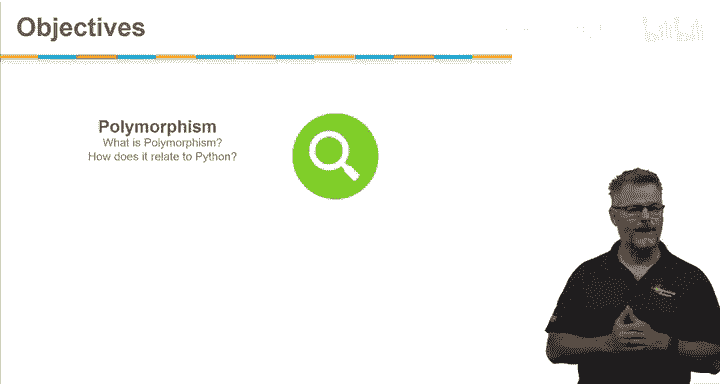 Objectives
Polymorphism
What is Polymorphism?
How does it relate to Python?